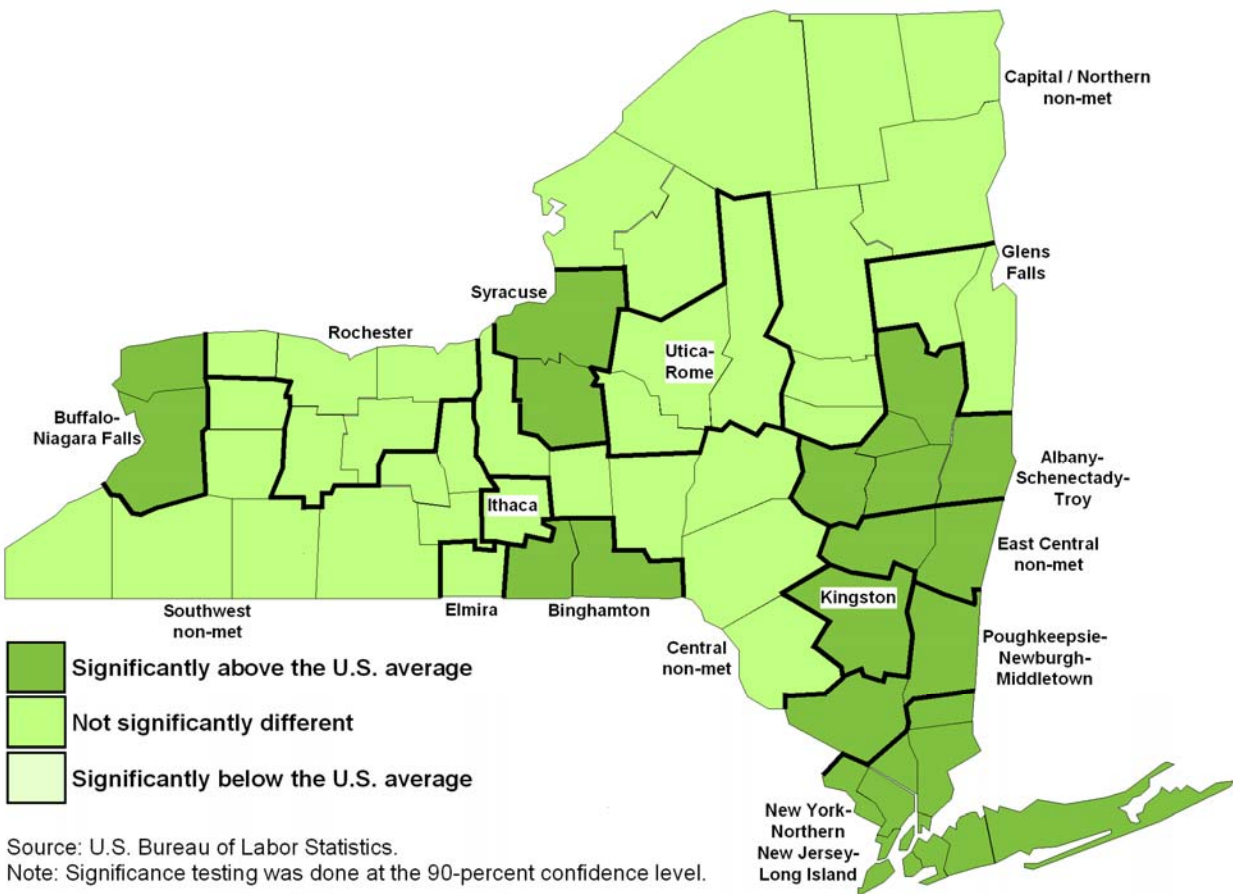 Capital / Northern
non-met
Glens
Falls
Syracuse
Rochester
Utica-
Rome
Buffalo-
Niagara Falls
Albany-
Schenectady-
Troy
Ithaca
East Central
non-met
Kingston
Southwest
non-met
Elmira
Binghamton
Central
non-met
Poughkeepsie-
Newburgh-
Middletown
Significantly above the U.S. average
Not significantly different
Significantly below the U.S. average
New York-
Northern
New Jersey-
Long Island
Source: U.S. Bureau of Labor Statistics.
Note: Significance testing was done at the 90-percent confidence level.